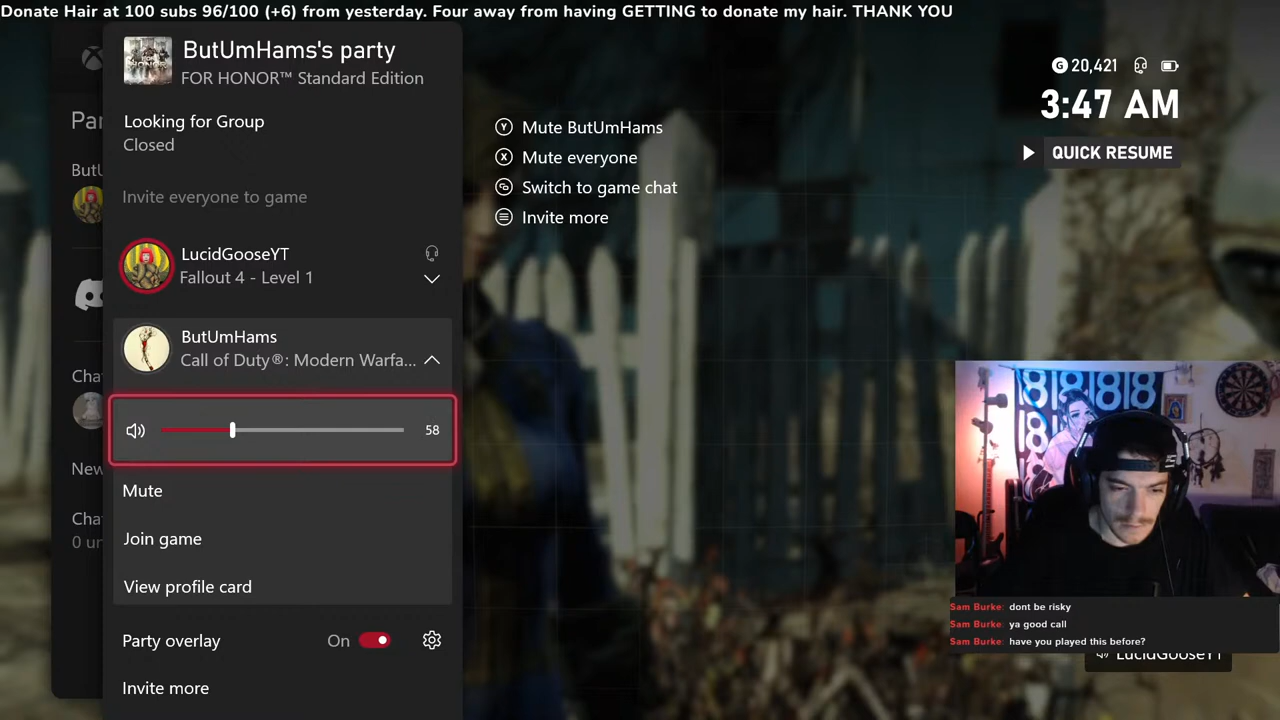 Donate Hair at 100 subs 96/100 (+6) from yesterday. Four away from having GETTING to donate my hair. THANK YOU
ButUmHams's party
FOR HONOR™ Standard Edition
Looking for Group
Closed
Invite everyone to game
LucidGooseYT
Fallout 4 - Level 1
ButUmHams
Call of Duty®: Modern Warfa...
58
Mute
Join game
View profile card
Party overlay
On
Invite more
Mute ButUmHams
Mute everyone
Switch to game chat
Invite more
20,421
3:47 AM
QUICK RESUME
Sam Burke: dont be risky
Sam Burke: ya good call
Sam Burke: have you played this before?
LucidGooseYT